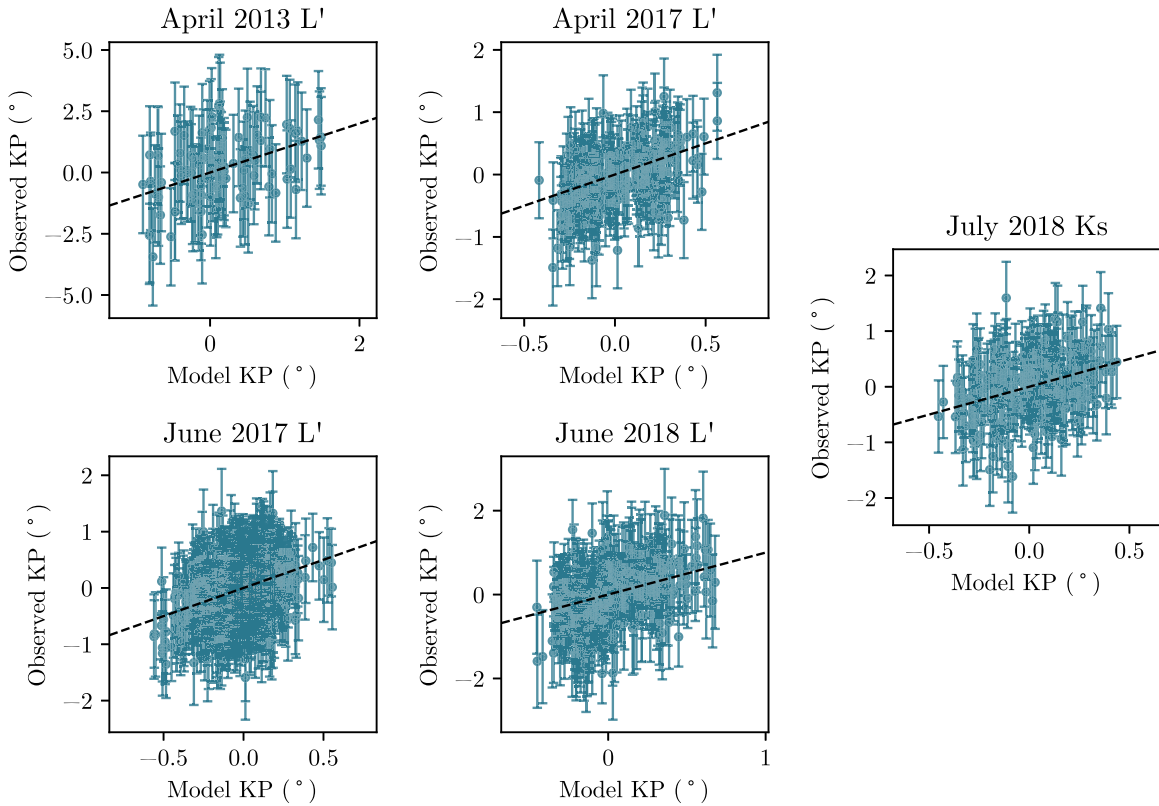 April 2013 L'
5.0
2.5
0.0
−2.5
−5.0
Observed KP (°)
0
2
Model KP (°)
April 2017 L'
2
1
0
−1
−2
Observed KP (°)
−0.5
0.0
0.5
Model KP (°)
July 2018 Ks
2
1
0
−1
−2
Observed KP (°)
−0.5
0.0
0.5
Model KP (°)
June 2017 L'
2
1
0
−1
−2
Observed KP (°)
−0.5
0.0
0.5
Model KP (°)
June 2018 L'
2
0
−2
Observed KP (°)
0
1
Model KP (°)